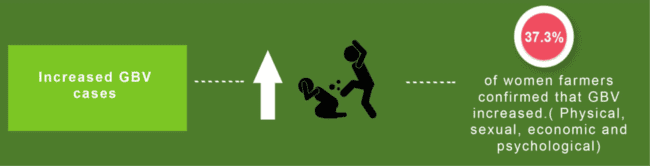 Increased GBV
cases
37.3%
of women farmers
confirmed that GBV
increased.( Physical,
sexual, economic and
psychological)